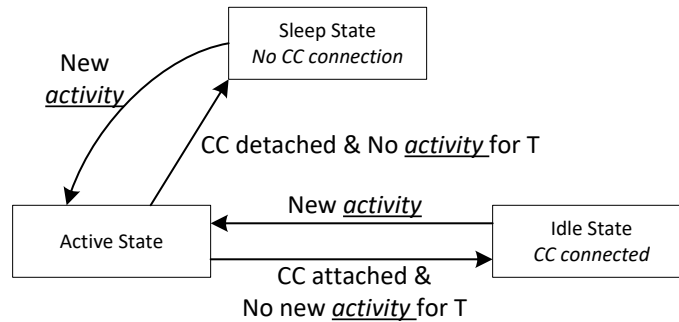 Sleep State
No CC connection
New
activity
CC detached & No activity for T
New activity
Active State
Idle State
CC connected
CC attached &
No new activity for T